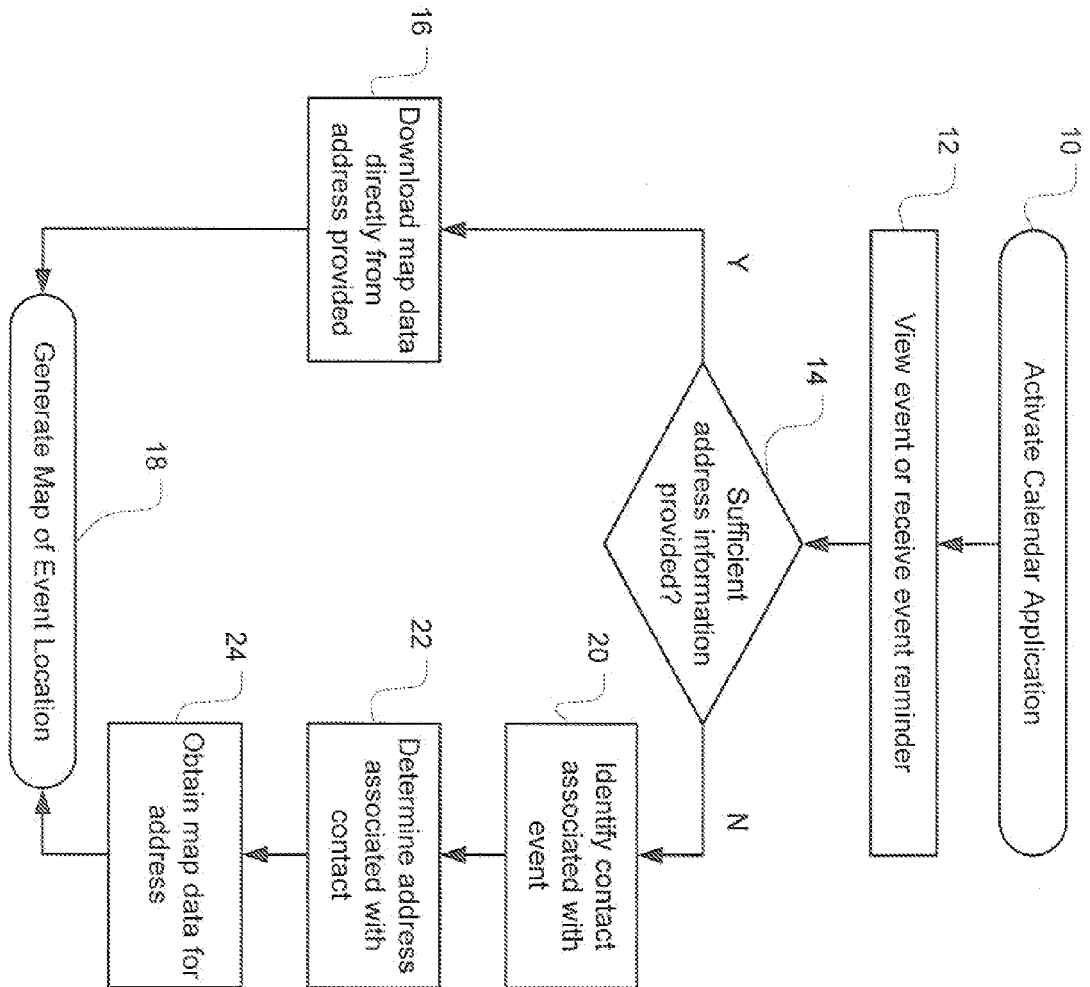 10
Activate Calendar Application
12
View event or receive event reminder
14
Sufficient
address information
provided?
Y
N
16
Download map data
directly from
address provided
20
Identify contact
associated with
event
22
Determine address
associated with
contact
24
Obtain map data for
address
18
Generate Map of Event Location